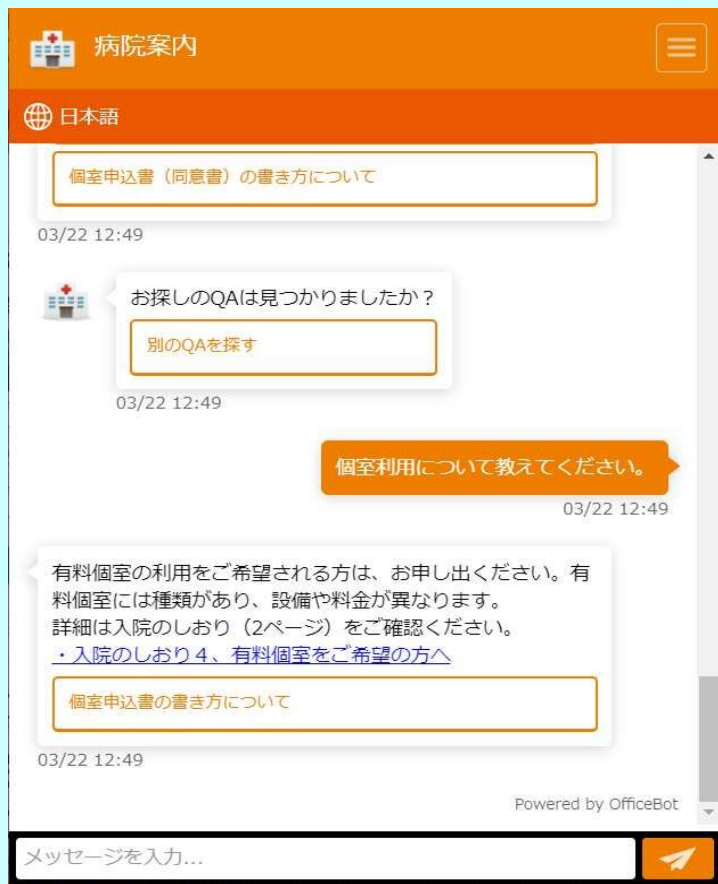 病院案内
日本語
個室申込書（同意書）の書き方について
03/22 12:49
お探しのQAは見つかりましたか？
別のQAを探す
03/22 12:49
個室利用について教えてください。
03/22 12:49
有料個室の利用をご希望される方は、お申し出ください。有
料個室には種類があり、設備や料金が異なります。
詳細は入院のしおり（2ページ）をご確認ください。
・入院のしおり４、有料個室をご希望の方へ
個室申込書の書き方について
03/22 12:49
Powered by OfficeBot
メッセージを入力...